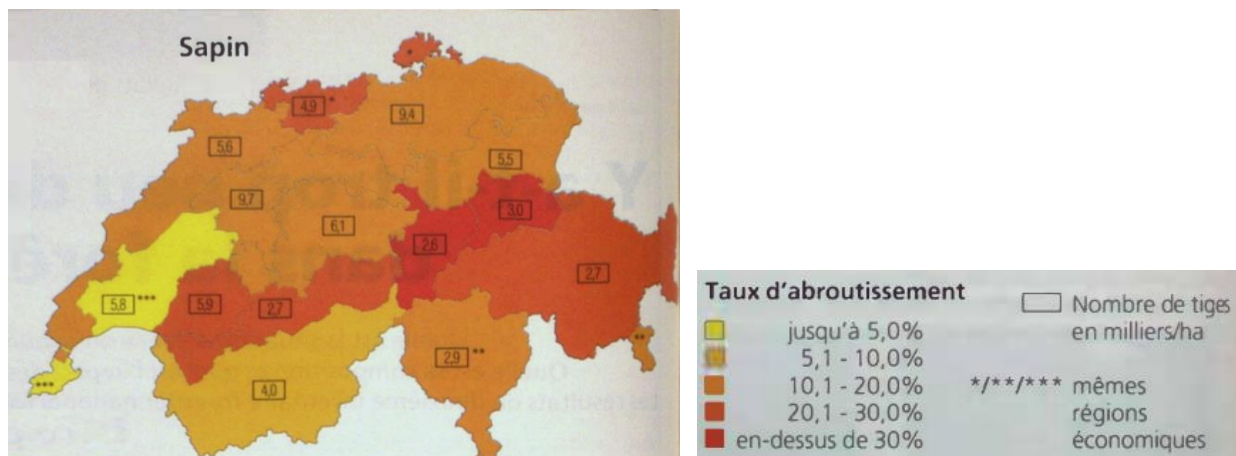 Sapin
*
4,9 *
9,4
5,6
5,5
9,7
3,0
6,1
2,6
2,7
5,8 ***
5,9
2,7
2,9 **
**
***
4,0
Taux d'abroutissement
jusqu'à 5,0%
5,1 - 10,0%
10,1 - 20,0%
20,1 - 30,0%
en-dessus de 30%
Nombre de tiges
en milliers/ha
*/**/*** mêmes
régions
économiques